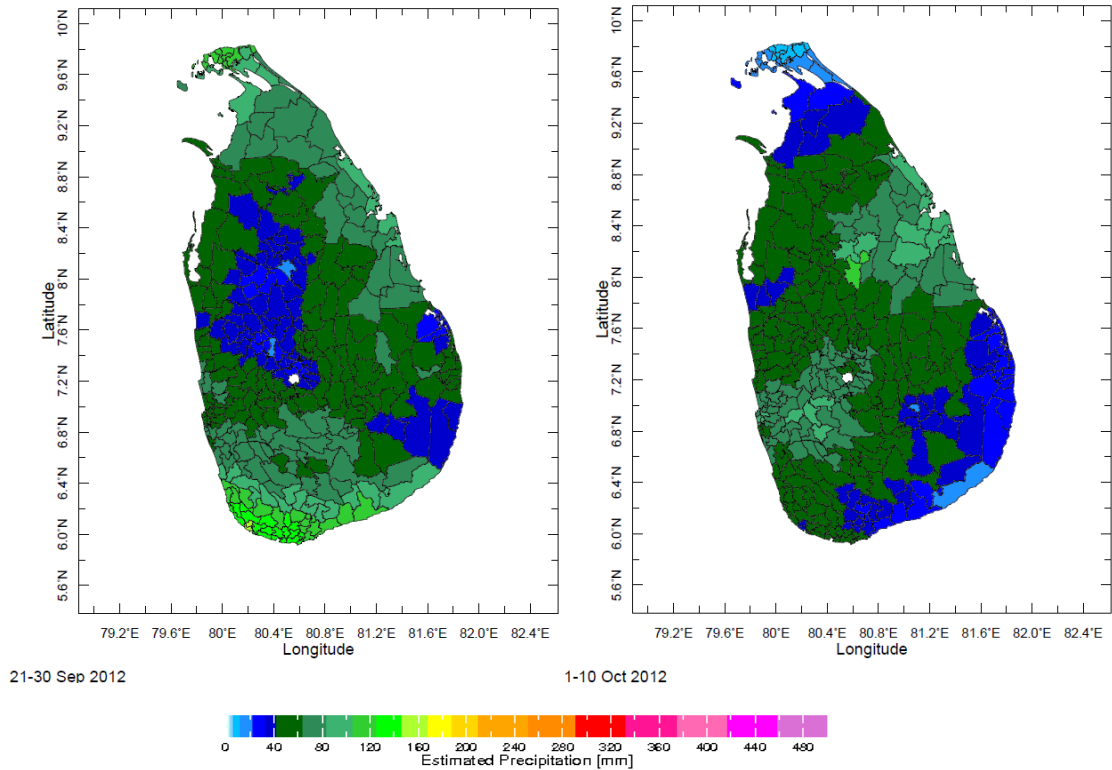 10°N
9.6°N
9.2°N
8.8°N
8.4°N
8°N
7.6°N
7.2°N
6.8°N
6.4°N
6.0°N
5.6°N
Latitude
79.2°E 79.6°E 80°E 80.4°E 80.8°E 81.2°E 81.6°E 82.0°E 82.4°E
Longitude
10°N
9.6°N
9.2°N
8.8°N
8.4°N
8°N
7.6°N
7.2°N
6.8°N
6.4°N
6.0°N
5.6°N
Latitude
79.2°E 79.6°E 80°E 80.4°E 80.8°E 81.2°E 81.6°E 82.0°E 82.4°E
Longitude
21-30 Sep 2012
1-10 Oct 2012
0 40 80 120 160 200 240 280 320 360 400 440 480
Estimated Precipitation [mm]